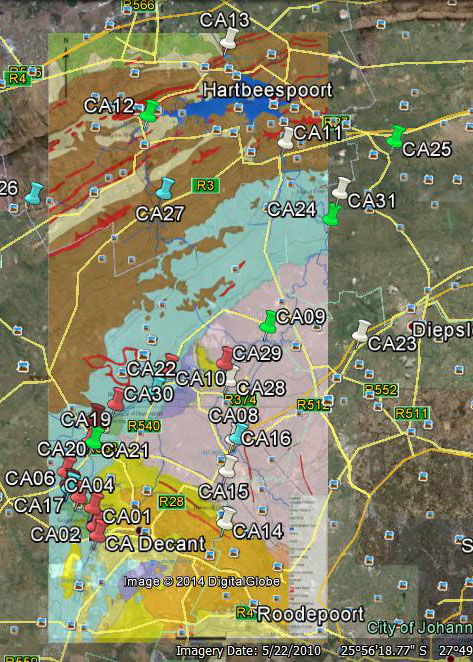 R566
CA13
R4
Hartbeespoort
CA12
CA11
CA25
26
R3
CA27
CA24
CA31
CA09
CA23
Diepsl
CA29
CA22
CA10
CA28
CA30
R374
R552
CA08
R512
R511
CA19
R540
CA16
CA20
CA21
CA06
CA04
CA15
CA17
R28
CA01
CA02
CA14
CA Decant
S
Image © 2014 DigitalGlobe
R4
Roodepoort
City of Johann
Imagery Date: 5/22/2010 25°56'18.77" S 27°49